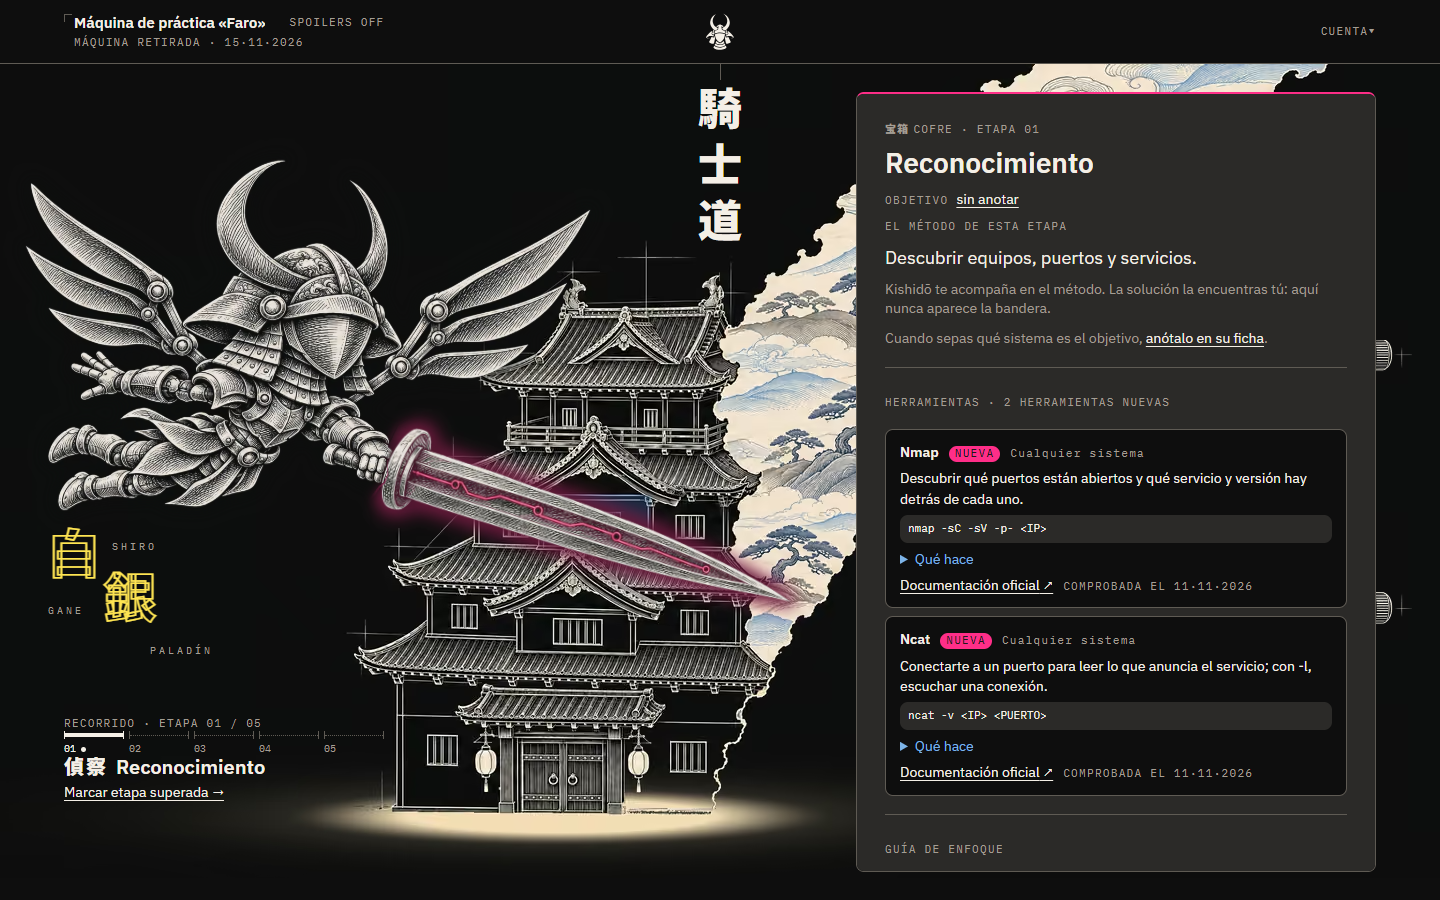 Máquina de práctica «Faro» SPOILERS OFF
MÁQUINA RETIRADA · 15·11·2026
CUENTA▾
騎
士
道
白 SHIRO
GANE 銀
PALADÍN
RECORRIDO · ETAPA 01 / 05
01 02 03 04 05
偵察 Reconocimiento
Marcar etapa superada →
宝箱 COFRE · ETAPA 01
Reconocimiento
OBJETIVO sin anotar
EL MÉTODO DE ESTA ETAPA
Descubrir equipos, puertos y servicios.
Kishidō te acompaña en el método. La solución la encuentras tú: aquí
nunca aparece la bandera.
Cuando sepas qué sistema es el objetivo, anótalo en su ficha.
HERRAMIENTAS · 2 HERRAMIENTAS NUEVAS
Nmap NUEVA Cualquier sistema
Descubrir qué puertos están abiertos y qué servicio y versión hay
detrás de cada uno.
nmap -sC -sV -p- <IP>
▶ Qué hace
Documentación oficial ↗ COMPROBADA EL 11·11·2026
Ncat NUEVA Cualquier sistema
Conectarte a un puerto para leer lo que anuncia el servicio; con -l,
escuchar una conexión.
ncat -v <IP> <PUERTO>
▶ Qué hace
Documentación oficial ↗ COMPROBADA EL 11·11·2026
GUÍA DE ENFOQUE